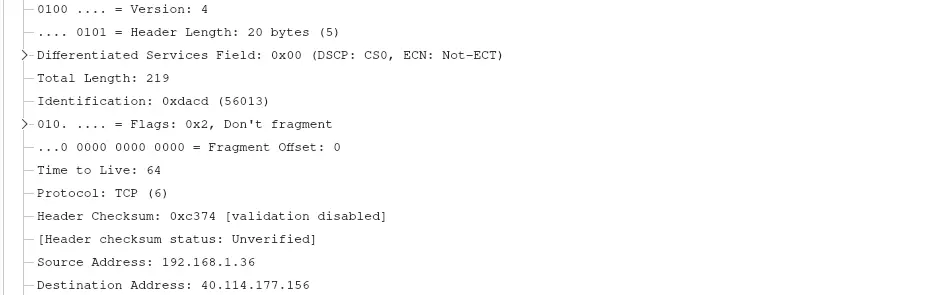 0100 .... = Version: 4
.... 0101 = Header Length: 20 bytes (5)
Differentiated Services Field: 0x00 (DSCP: CS0, ECN: Not-ECT)
Total Length: 219
Identification: 0xdacd (56013)
010. .... = Flags: 0x2, Don't fragment
...0 0000 0000 0000 = Fragment Offset: 0
Time to Live: 64
Protocol: TCP (6)
Header Checksum: 0xc374 [validation disabled]
[Header checksum status: Unverified]
Source Address: 192.168.1.36
Destination Address: 40.114.177.156